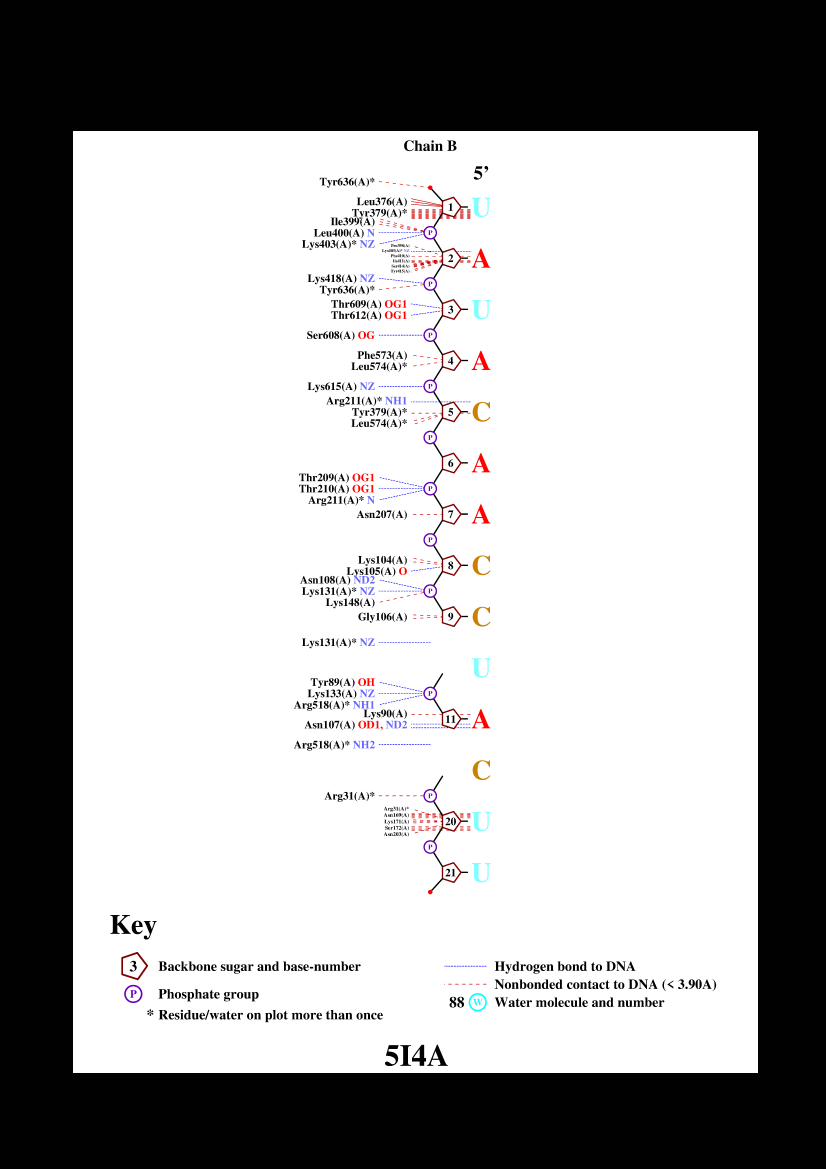 Chain B
5’
Tyr636(A)*
Leu376(A)
1 U
Tyr379(A)*
Ile399(A)
Leu400(A) N
P
Lys403(A)* NZ
2 A
Lys418(A) NZ
P
Tyr636(A)*
Thr609(A) OG1
3 U
Thr612(A) OG1
Ser608(A) OG
P
Phe573(A)
4 A
Leu574(A)*
Lys615(A) NZ
P
Arg211(A)* NH1
Tyr379(A)*
5 C
Leu574(A)*
P
6 A
Thr209(A) OG1
Thr210(A) OG1
P
Arg211(A)* N
Asn207(A)
7 A
P
Lys104(A)
8 C
Lys105(A) O
Asn108(A) ND2
Lys131(A)* NZ
P
Lys148(A)
Gly106(A)
9 C
Lys131(A)* NZ
U
Tyr89(A) OH
Lys133(A) NZ
P
Arg518(A)* NH1
Lys90(A)
11 A
Asn107(A) OD1, ND2
Arg518(A)* NH2
C
Arg31(A)*
P
Arg31(A)*
Asn169(A)
Lys171(A)
20 U
Ser172(A)
Asn203(A)
P
21 U
Key
3 Backbone sugar and base-number
P Phosphate group
* Residue/water on plot more than once
Hydrogen bond to DNA
Nonbonded contact to DNA (< 3.90A)
88 W Water molecule and number
5I4A